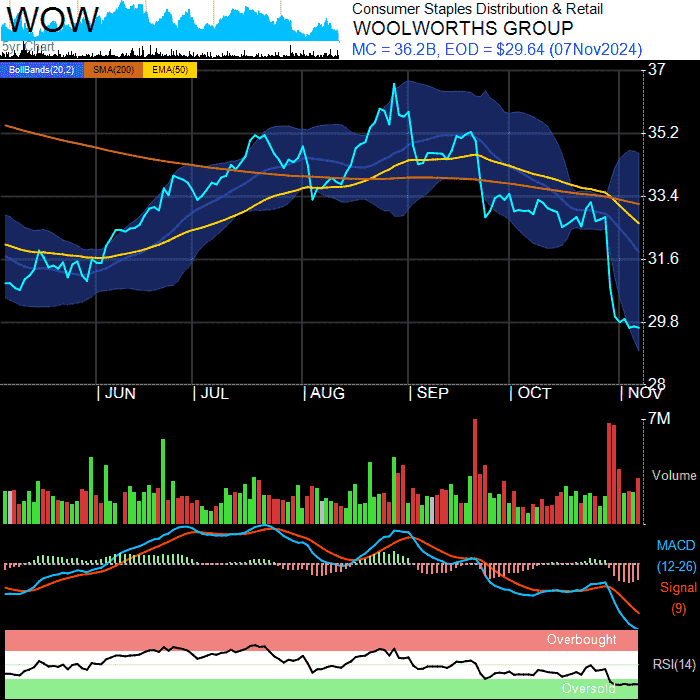 WOW
5yr Chart
Consumer Staples Distribution & Retail
WOOLWORTHS GROUP
MC = 36.2B, EOD = $29.64 (07Nov2024)
BollBands(20,2) SMA(200) EMA(50)
37
35.2
33.4
31.6
29.8
28
JUN JUL AUG SEP OCT NOV
7M
Volume
MACD
(12-26)
Signal
(9)
Overbought
RSI(14)
Oversold